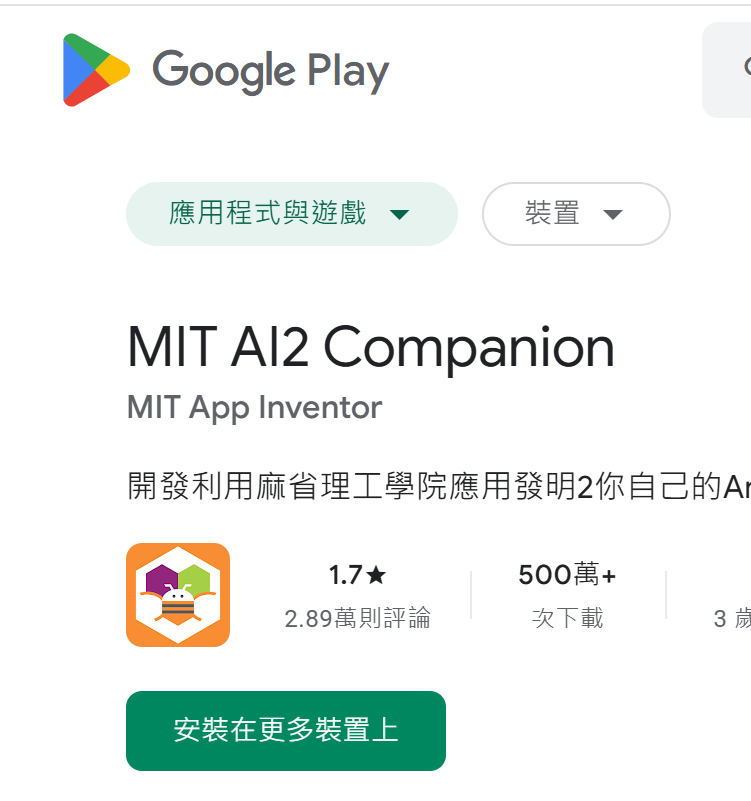 Google Play
應用程式與遊戲
裝置
MIT AI2 Companion
MIT App Inventor
開發利用麻省理工學院應用發明2你自己的
1.7★
500萬+
2.89萬則評論
次下載
3
安裝在更多裝置上